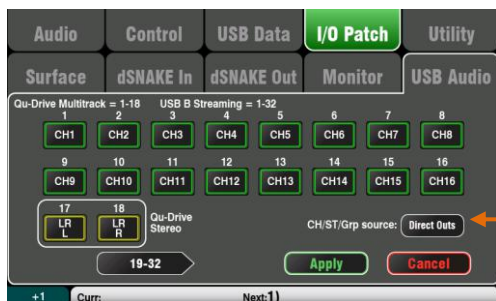 Audio Control USB Data I/O Patch Utility
Surface dSNAKE In dSNAKE Out Monitor USB Audio
Qu-Drive Multitrack = 1-18 USB B Streaming = 1-32
1 2 3 4 5 6 7 8
CH1 CH2 CH3 CH4 CH5 CH6 CH7 CH8
9 10 11 12 13 14 15 16
CH9 CH10 CH11 CH12 CH13 CH14 CH15 CH16
17 18
LR L LR R Qu-Drive Stereo
CH/ST/Grp source: Direct Outs
19-32 Apply Cancel
+1 Curr: Next:1)